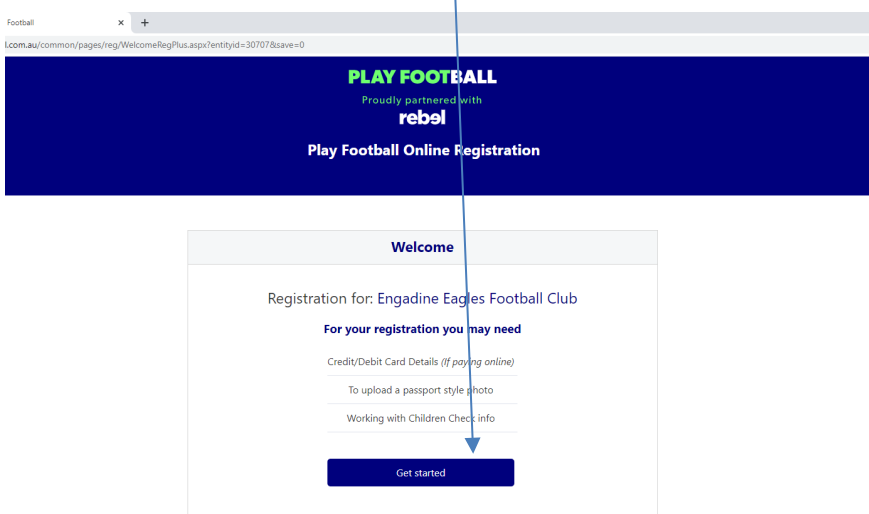 Football × +
l.com.au/common/pages/reg/WelcomeRegPlus.aspx?entityid=30707&save=0
PLAY FOOTBALL
Proudly partnered with
rebel
Play Football Online Registration
Welcome
Registration for: Engadine Eagles Football Club
For your registration you may need
Credit/Debit Card Details (If paying online)
To upload a passport style photo
Working with Children Check info
Get started